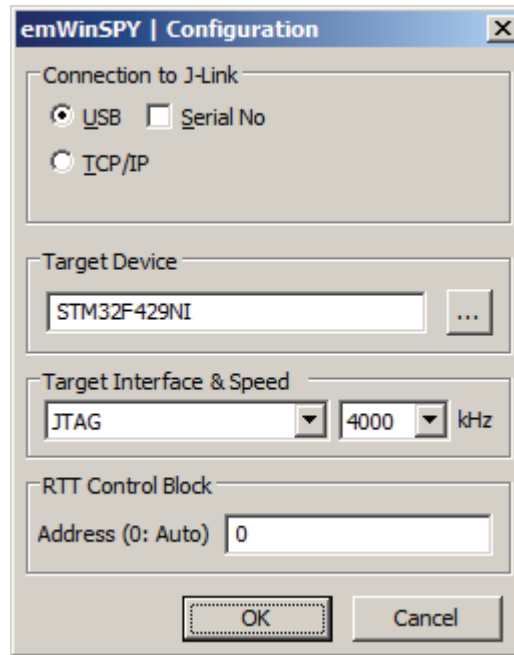 emWinSPY | Configuration
Connection to J-Link
USB Serial No
TCP/IP
Target Device
STM32F429NI
...
Target Interface & Speed
JTAG 4000 kHz
RTT Control Block
Address (0: Auto) 0
OK Cancel